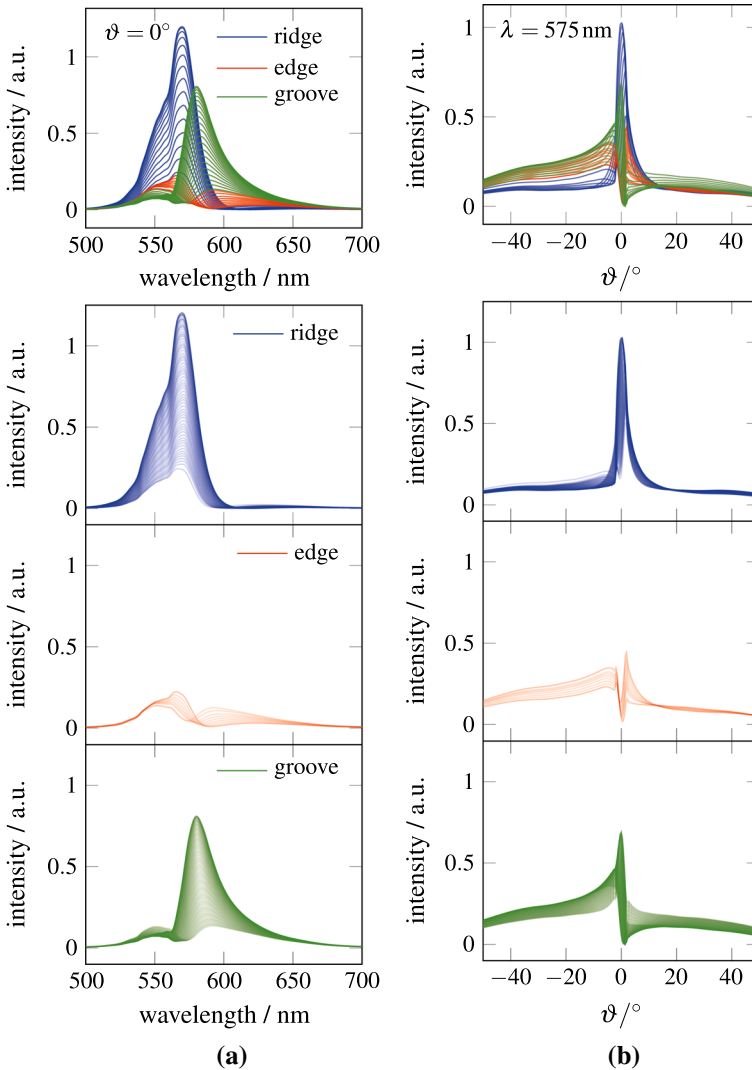 ϑ = 0°
ridge
edge
groove
intensity / a.u.
1
0.5
0
500 550 600 650 700
wavelength / nm
λ = 575 nm
intensity / a.u.
1
0.5
0
−40 −20 0 20 40
ϑ/°
ridge
intensity / a.u.
1
0.5
0
edge
intensity / a.u.
1
0.5
0
groove
intensity / a.u.
1
0.5
0
500 550 600 650 700
wavelength / nm
(a)
intensity / a.u.
1
0.5
0
intensity / a.u.
1
0.5
0
intensity / a.u.
1
0.5
0
−40 −20 0 20 40
ϑ/°
(b)